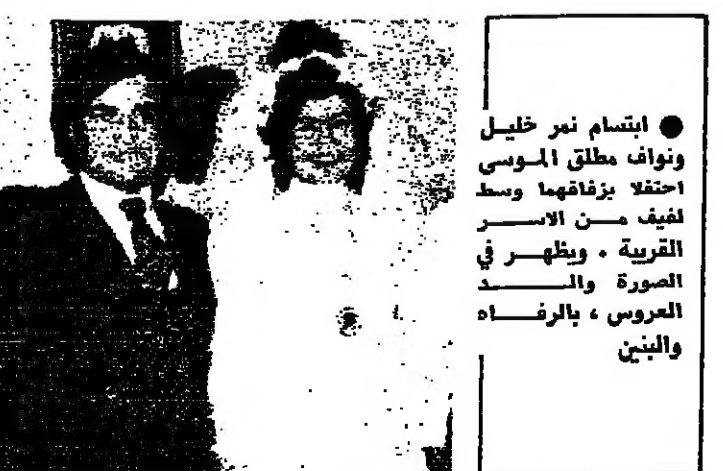 ● ابتسام نمر خليل
ونواف مطلق الموسى
احتفلا بزفافهما وسط
لفيف من الاسر
القريبة . ويظهر في
الصورة والد
العروس ، بالرفاه
والبنين